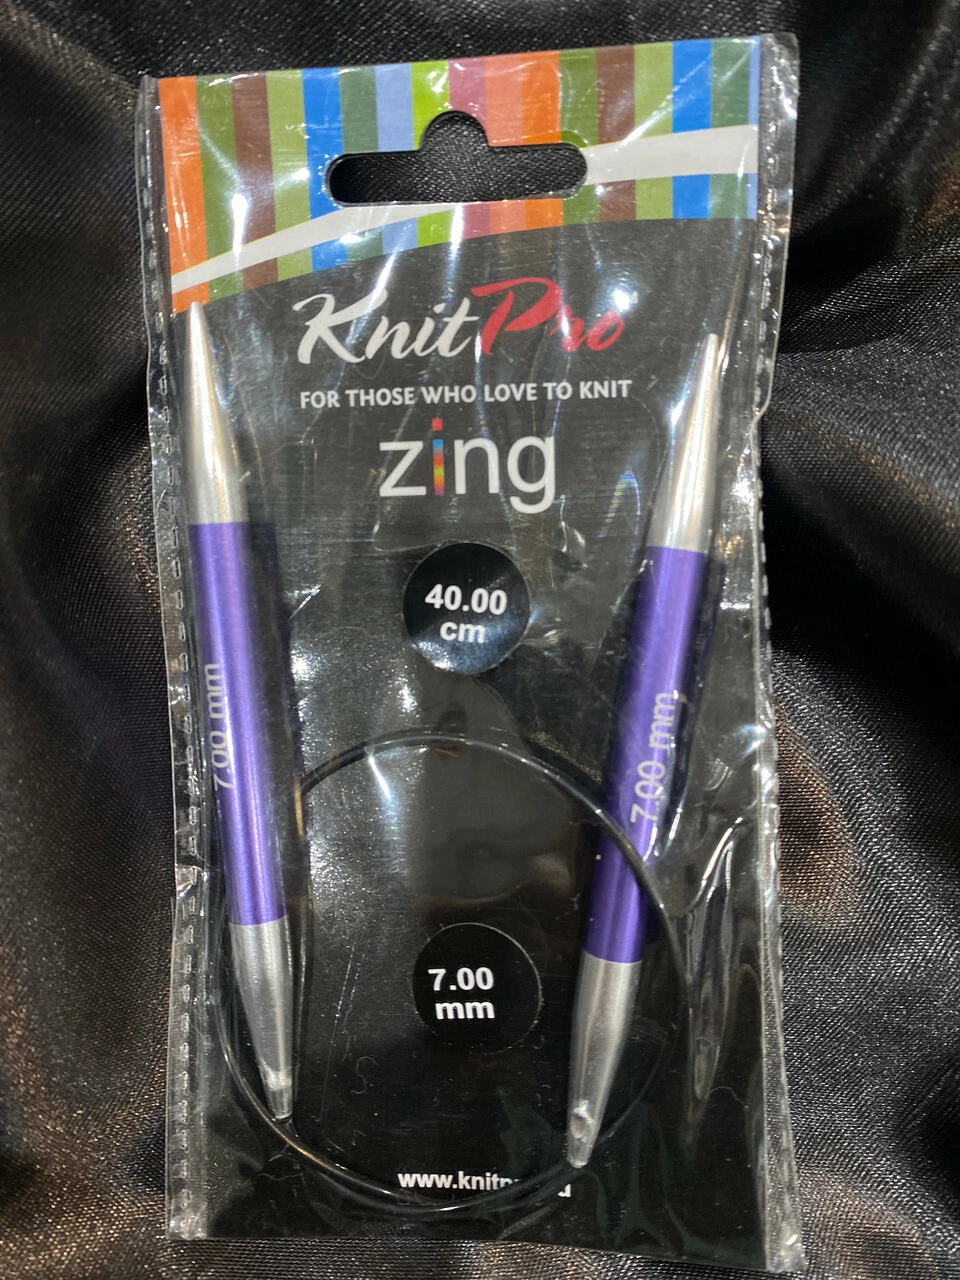 KnitPro
FOR THOSE WHO LOVE TO KNIT
zing
40.00
cm
7.00 mm
7.00 mm
7.00
mm